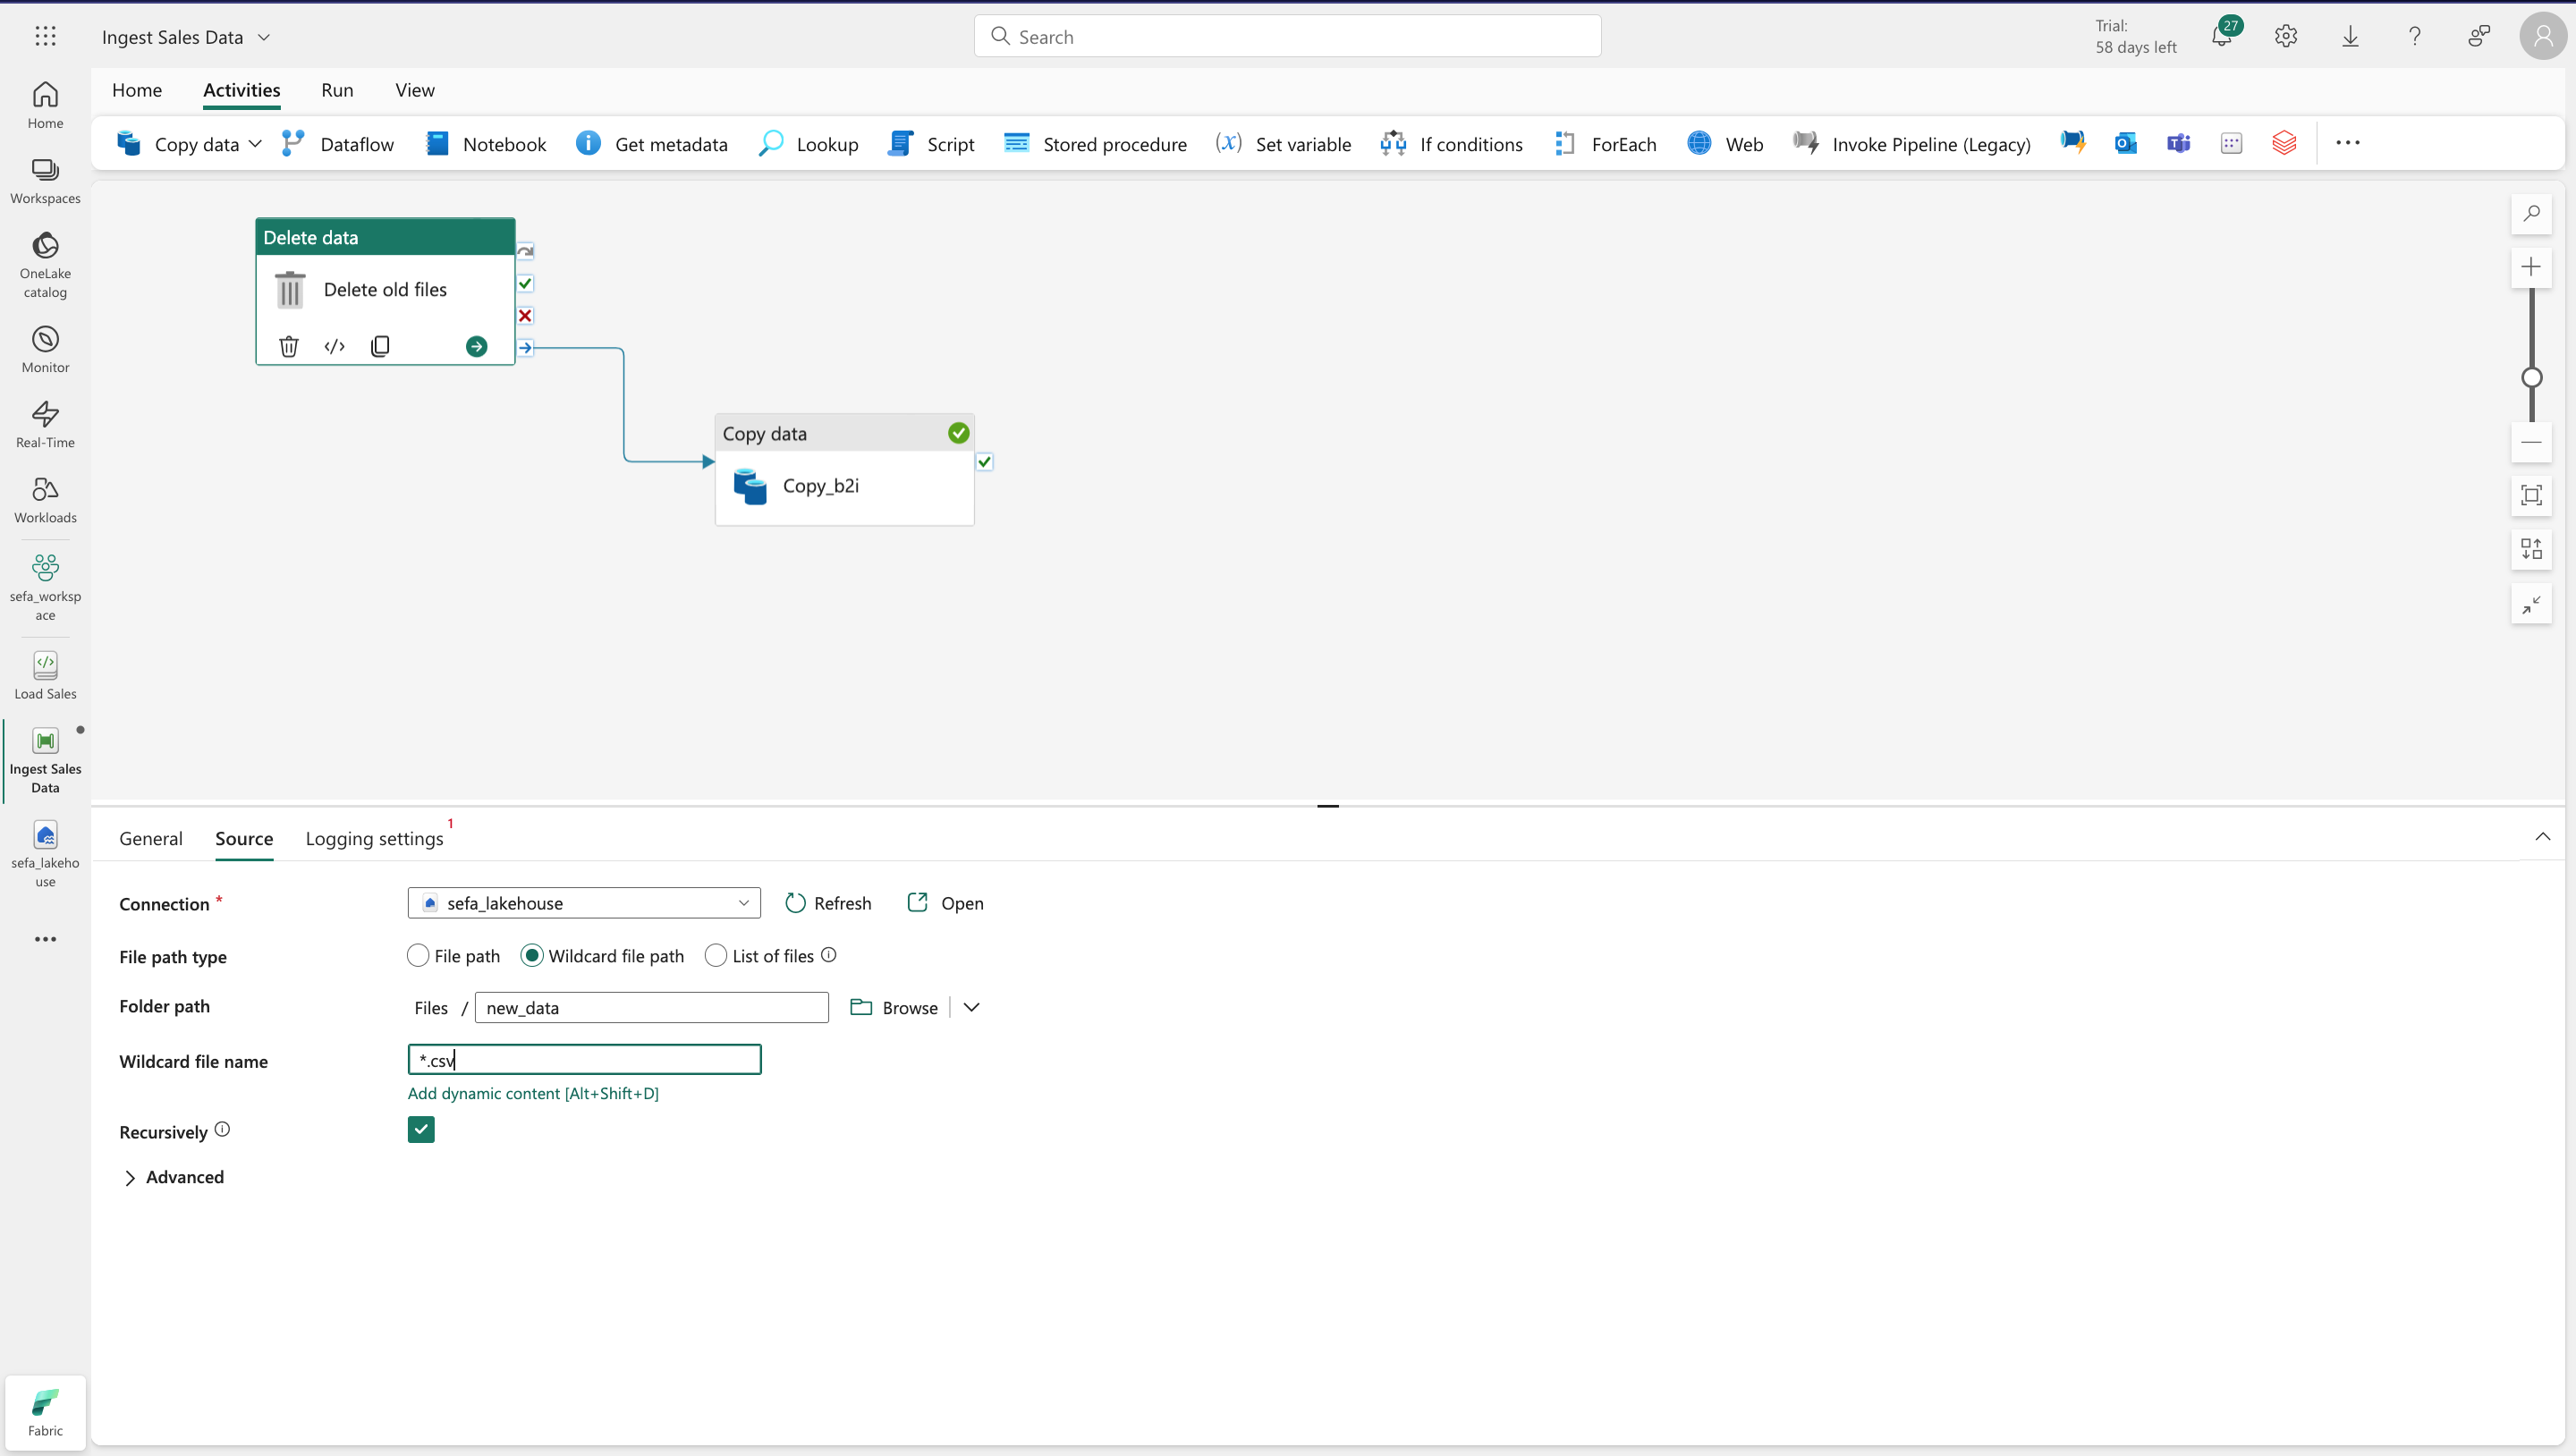 Ingest Sales Data
Search
Trial:
58 days left
27
Home
Activities
Run
View
Copy data
Dataflow
Notebook
Get metadata
Lookup
Script
Stored procedure
(x) Set variable
If conditions
ForEach
Web
Invoke Pipeline (Legacy)
Home
Workspaces
OneLake
catalog
Monitor
Real-Time
Workloads
sefa_worksp
ace
Load Sales
Ingest Sales
Data
sefa_lakeho
use
Fabric
Delete data
Delete old files
Copy data
Copy_b2i
General
Source
Logging settings 1
Connection *
sefa_lakehouse
Refresh
Open
File path type
File path
Wildcard file path
List of files
Folder path
Files / new_data
Browse
Wildcard file name
*.csv
Add dynamic content [Alt+Shift+D]
Recursively
Advanced